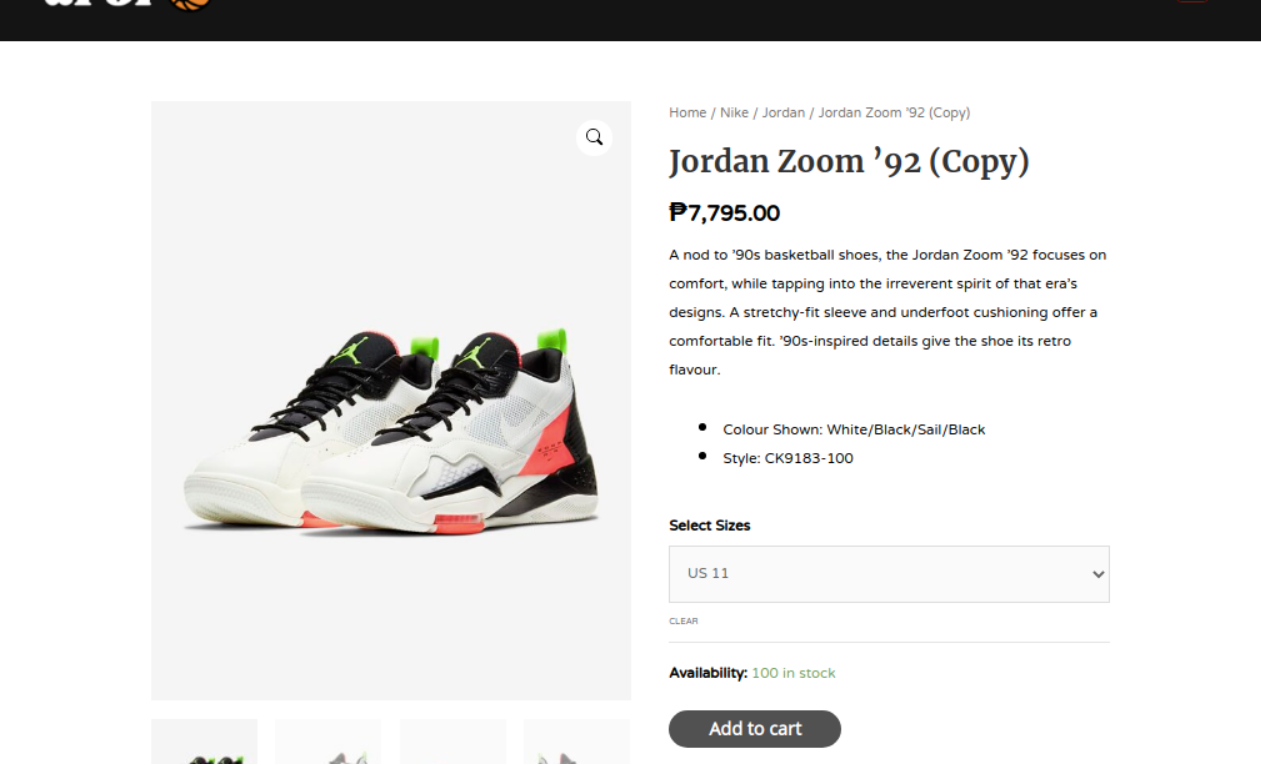 Home / Nike / Jordan / Jordan Zoom ’92 (Copy)
Jordan Zoom ’92 (Copy)
₱7,795.00
A nod to ’90s basketball shoes, the Jordan Zoom ’92 focuses on
comfort, while tapping into the irreverent spirit of that era’s
designs. A stretchy-fit sleeve and underfoot cushioning offer a
comfortable fit. ’90s-inspired details give the shoe its retro
flavour.
Colour Shown: White/Black/Sail/Black
Style: CK9183-100
Select Sizes
US 11
CLEAR
Availability: 100 in stock
Add to cart